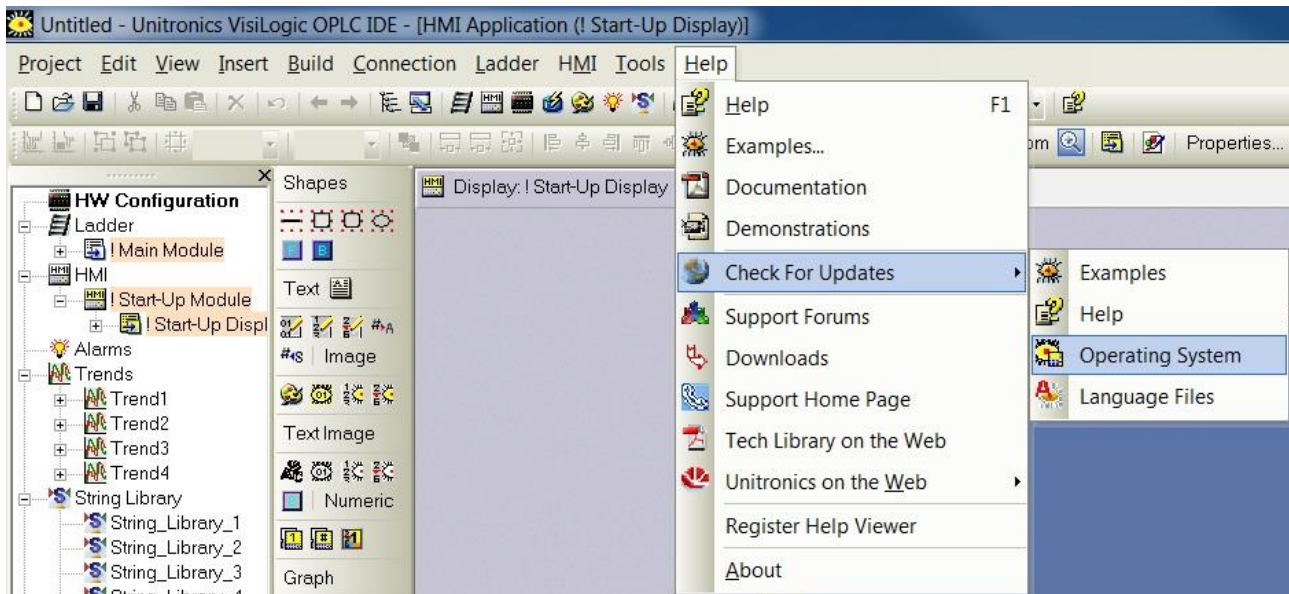 Untitled - Unitronics VisiLogic OPLC IDE - [HMI Application (! Start-Up Display)]
Project Edit View Insert Build Connection Ladder HMI Tools Help
Properties...
HW Configuration
Ladder
! Main Module
HMI
! Start-Up Module
! Start-Up Displ
Alarms
Trends
Trend1
Trend2
Trend3
Trend4
String Library
String_Library_1
String_Library_2
String_Library_3
Shapes
Text
Image
Text Image
Numeric
Graph
Display: ! Start-Up Display
Help F1
Examples...
Documentation
Demonstrations
Check For Updates
Support Forums
Downloads
Support Home Page
Tech Library on the Web
Unitronics on the Web
Register Help Viewer
About
Examples
Help
Operating System
Language Files